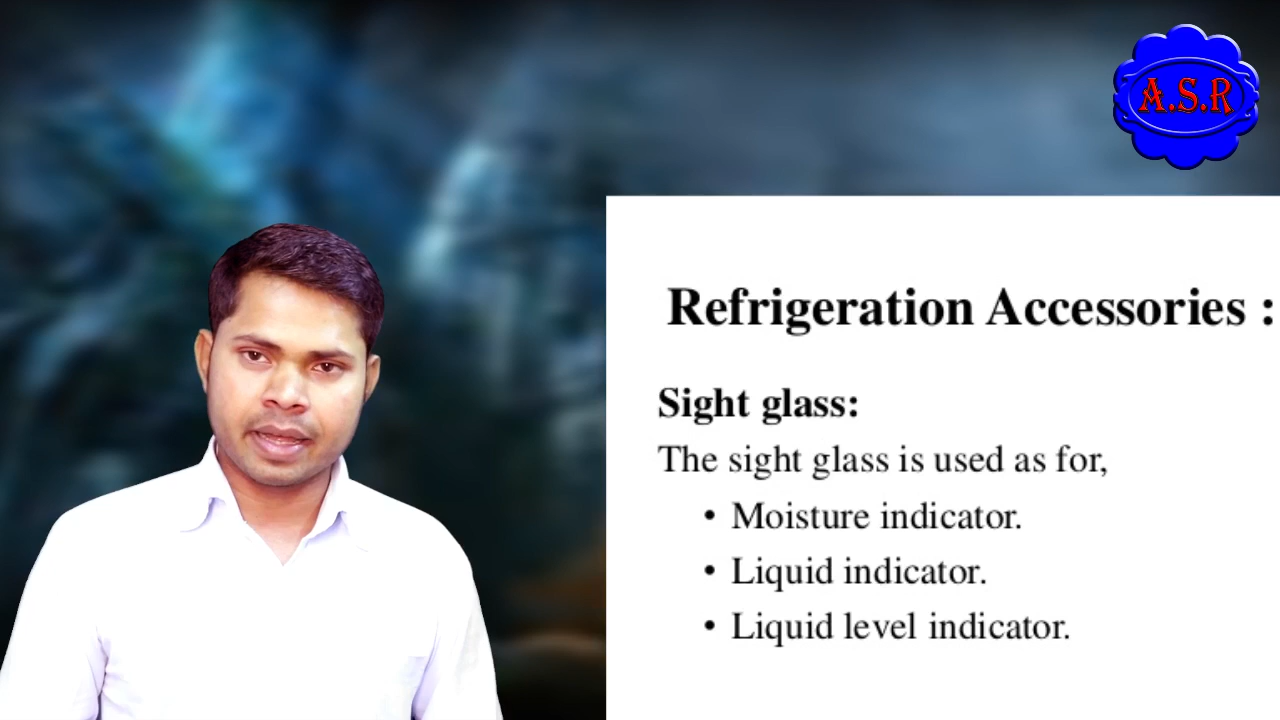 A.S.R
Refrigeration Accessories :
Sight glass:
The sight glass is used as for,
• Moisture indicator.
• Liquid indicator.
• Liquid level indicator.